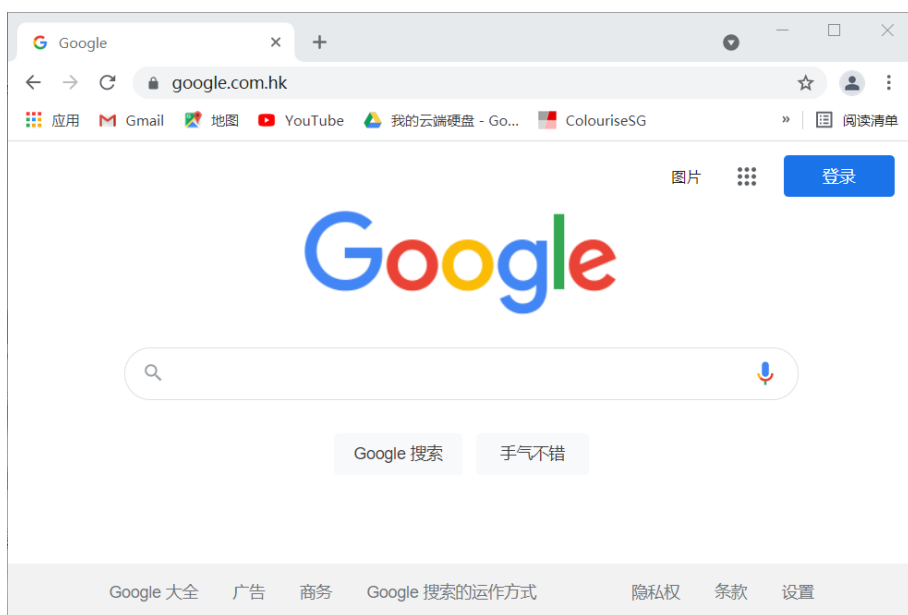 Google
google.com.hk
应用 Gmail 地图 YouTube 我的云端硬盘 - Go... ColouriseSG » 阅读清单
图片 登录
Google
Google 搜索 手气不错
Google 大全 广告 商务 Google 搜索的运作方式 隐私权 条款 设置